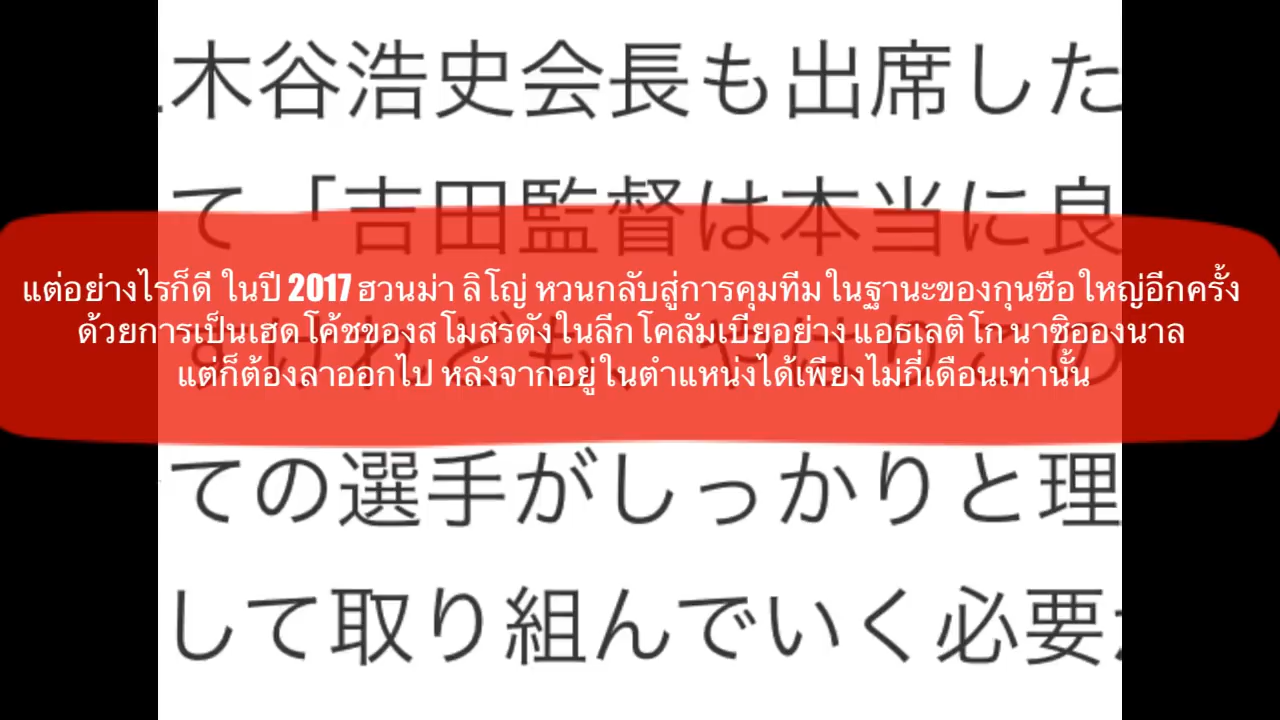 木谷浩史会長も出席した
て「吉田監督は本当に良
แต่อย่างไรก็ดี ในปี 2017 ฮวนม่า ลิโญ่ หวนกลับสู่การคุมทีมในฐานะของกุนซือใหญ่อีกครั้ง
ด้วยการเป็นเฮดโค้ชของสโมสรดังในลีกโคลัมเบียอย่าง แอธเลติโก นาซิอองนาล
แต่ก็ต้องลาออกไป หลังจากอยู่ในตำแหน่งได้เพียงไม่กี่เดือนเท่านั้น
すけれども、やはりこの
ての選手がしっかりと理
して取り組んでいく必要